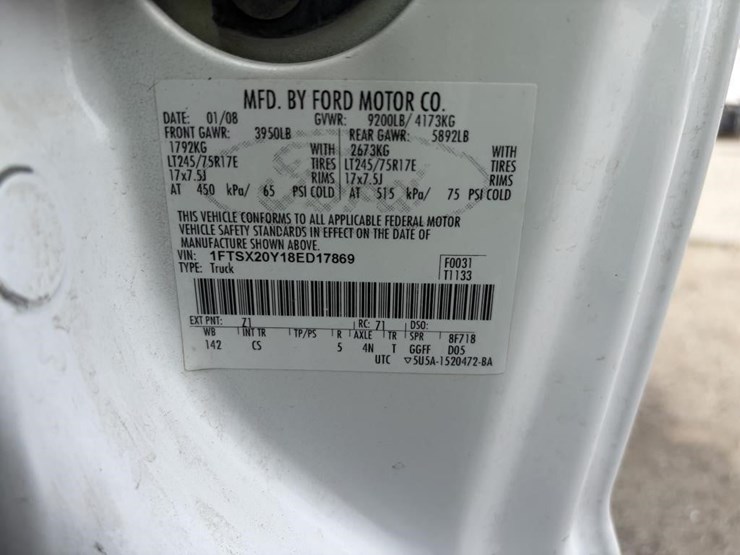 MFD. BY FORD MOTOR CO.
DATE: 01/08 GVWR: 9200LB/ 4173KG
FRONT GAWR: 3950LB REAR GAWR: 5892LB
1792KG WITH 2673KG WITH
LT245/75R17E TIRES LT245/75R17E TIRES
17x7.5J RIMS 17x7.5J RIMS
AT 450 kPa/ 65 PSI COLD AT 515 kPa/ 75 PSI COLD
THIS VEHICLE CONFORMS TO ALL APPLICABLE FEDERAL MOTOR
VEHICLE SAFETY STANDARDS IN EFFECT ON THE DATE OF
MANUFACTURE SHOWN ABOVE.
VIN: 1FTSX20Y18ED17869 F0031
TYPE: Truck T1133
EXT PNT: Z1 RC: 71 DSO:
WB INT TR TP/PS R AXLE TR SPR 8F718
142 CS 5 4N T GGFF D05
UTC ▽5U5A-1520472-BA